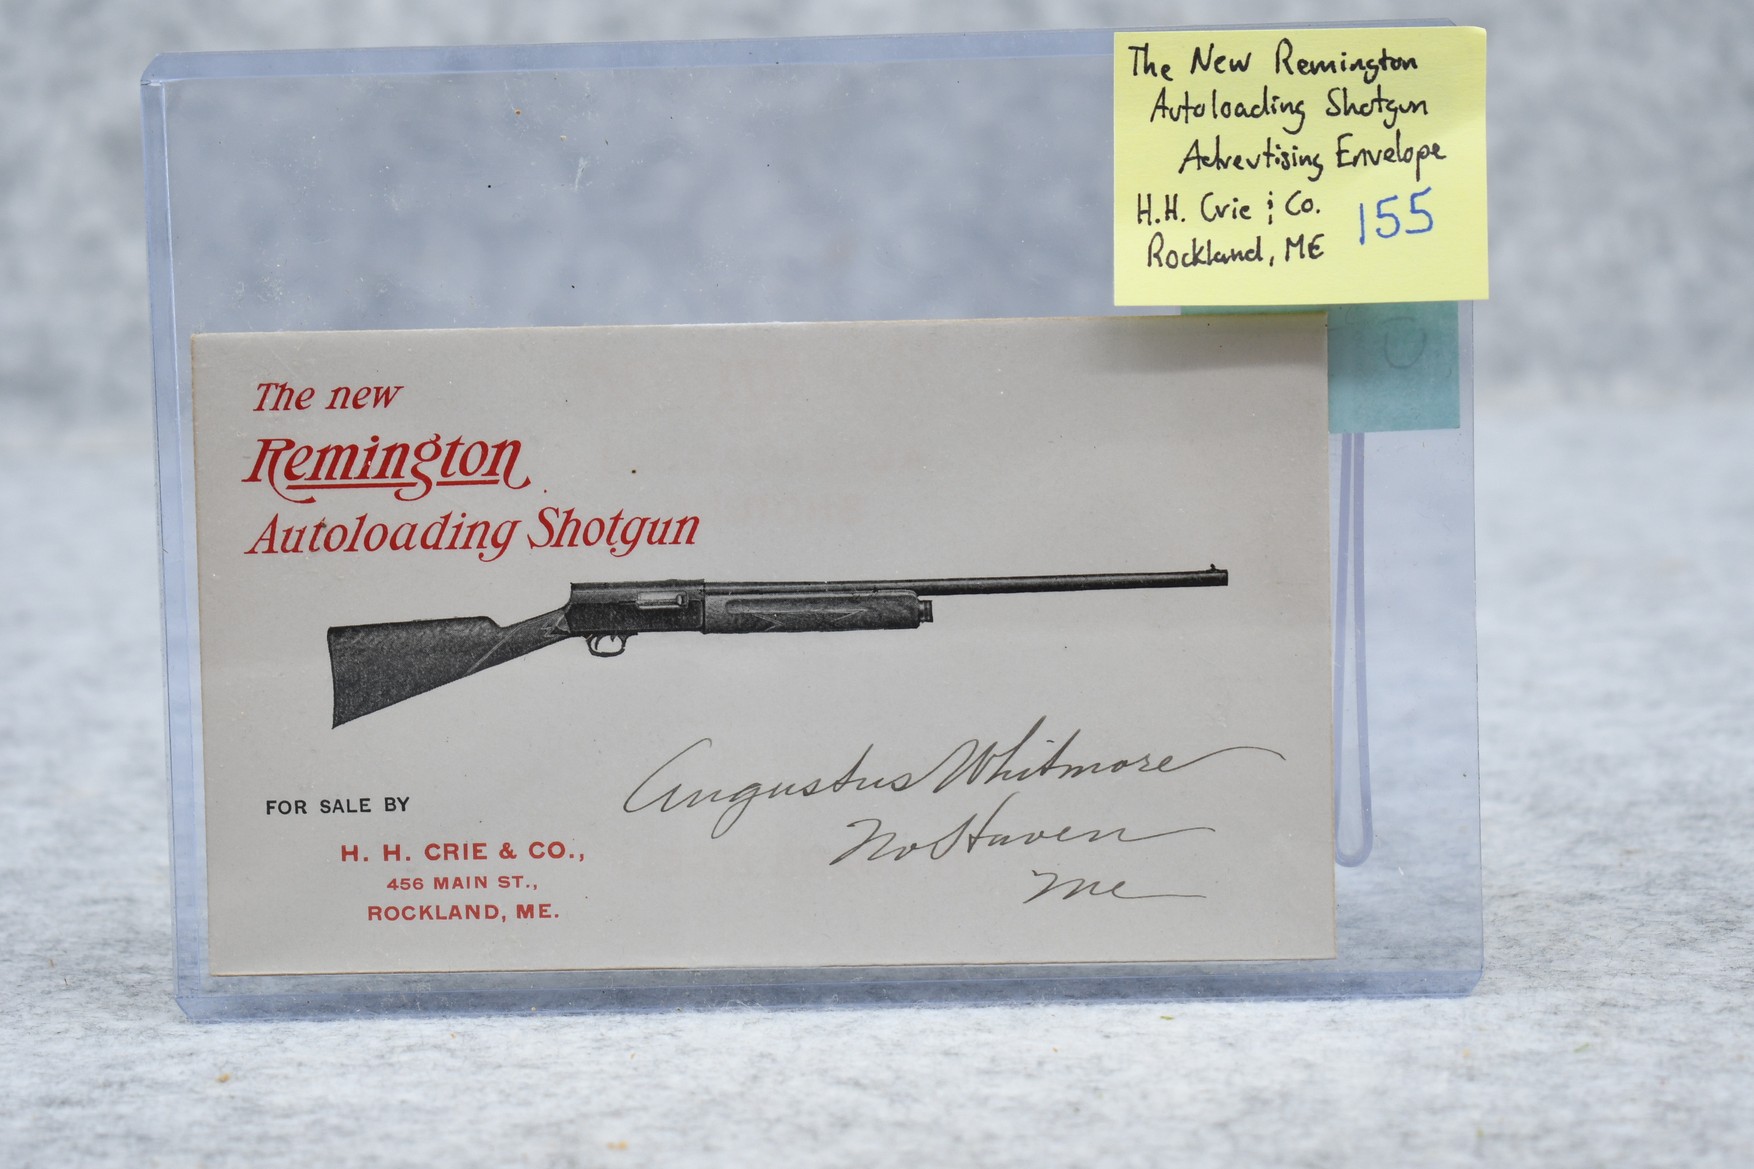 The New Remington
Autoloading Shotgun
Advertising Envelope
H.H. Crie & Co.
Rockland, ME
155
The new
Remington
Autoloading Shotgun
FOR SALE BY
H. H. CRIE & CO.,
456 MAIN ST.,
ROCKLAND, ME.
Augustus Whitmore
No Haven
Me